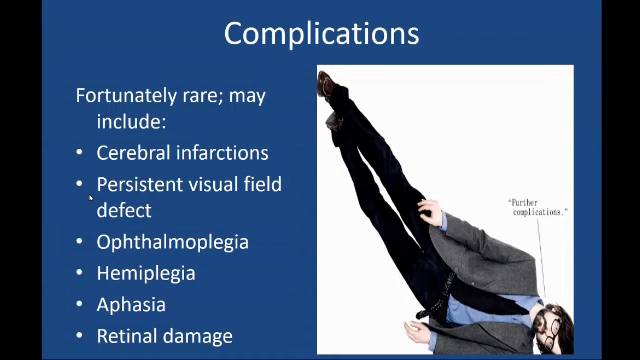 Complications
Fortunately rare; may
include:
• Cerebral infarctions
• Persistent visual field
defect
• Ophthalmoplegia
• Hemiplegia
• Aphasia
• Retinal damage
"Further
complications."